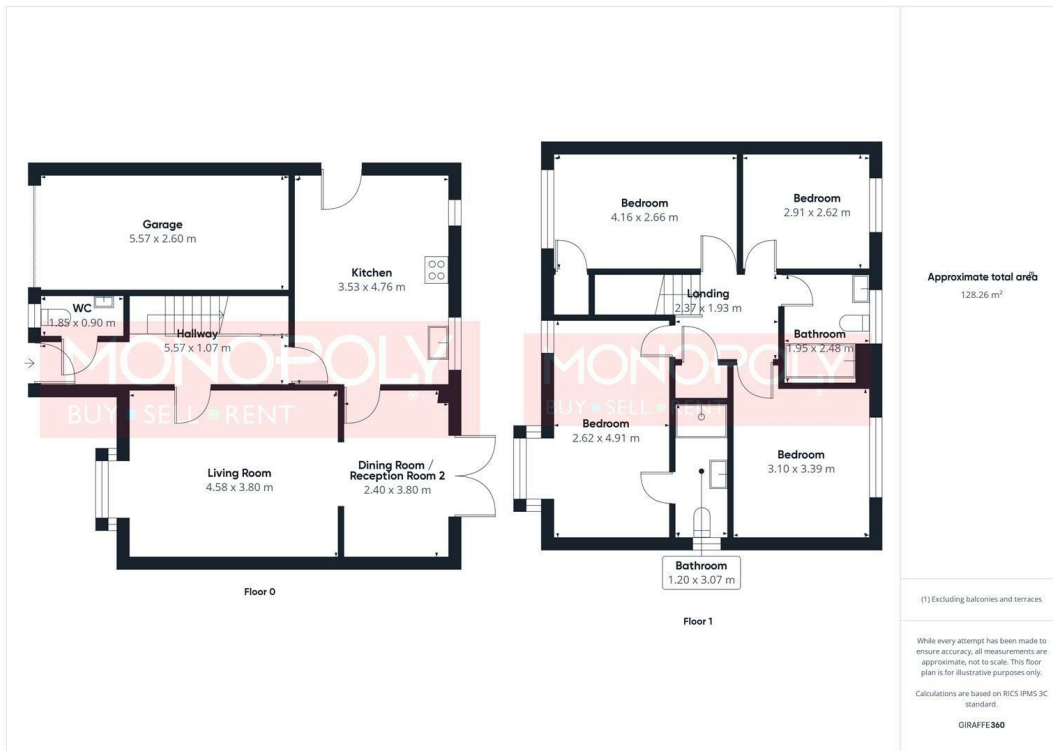 Garage
5.57 x 2.60 m
WC
1.85 x 0.90 m
Hallway
5.57 x 1.07 m
Kitchen
3.53 x 4.76 m
Living Room
4.58 x 3.80 m
Dining Room /
Reception Room 2
2.40 x 3.80 m
MONOPOLY
BUY SELL RENT
Floor 0
Bedroom
4.16 x 2.66 m
Bedroom
2.91 x 2.62 m
Landing
2.37 x 1.93 m
Bathroom
1.95 x 2.48 m
Bedroom
2.62 x 4.91 m
Bedroom
3.10 x 3.39 m
Bathroom
1.20 x 3.07 m
MONOPOLY
BUY SELL RENT
Floor 1
Approximate total area
128.26 m²
(1) Excluding balconies and terraces
While every attempt has been made to
ensure accuracy, all measurements are
approximate, not to scale. This floor
plan is for illustrative purposes only.
Calculations are based on RICS IPMS 3C
standard.
GIRAFFE360